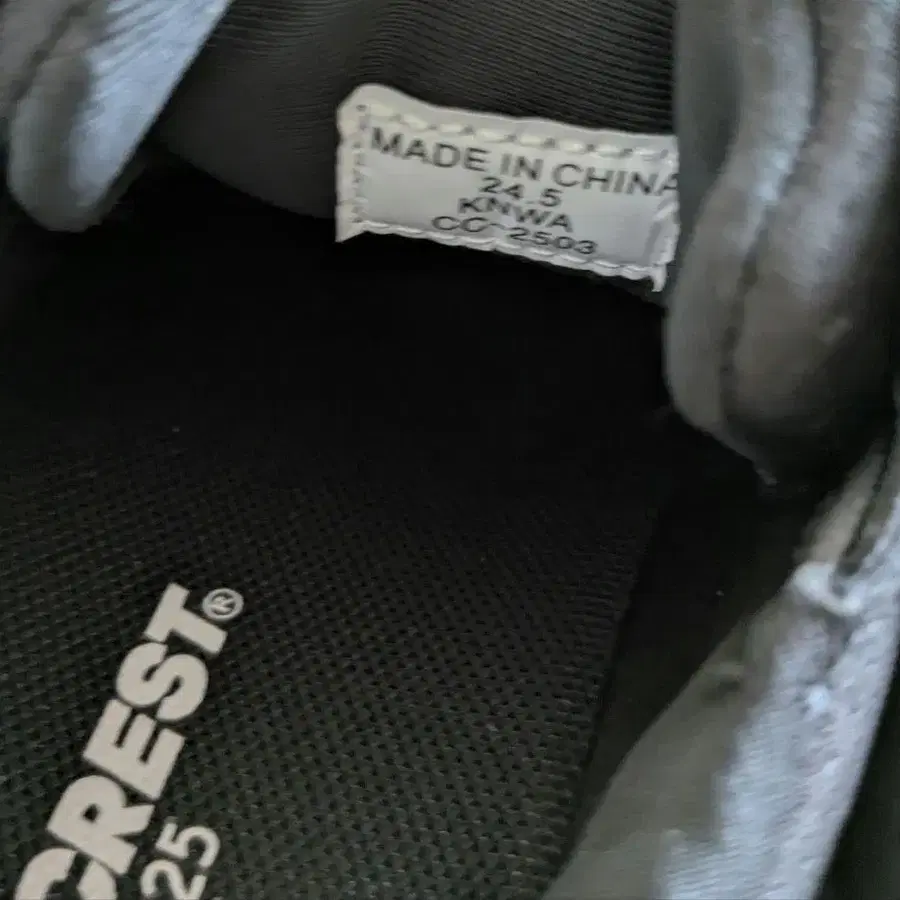 MADE IN CHINA
24.5
KNWA
CC-2503
CREST®
25